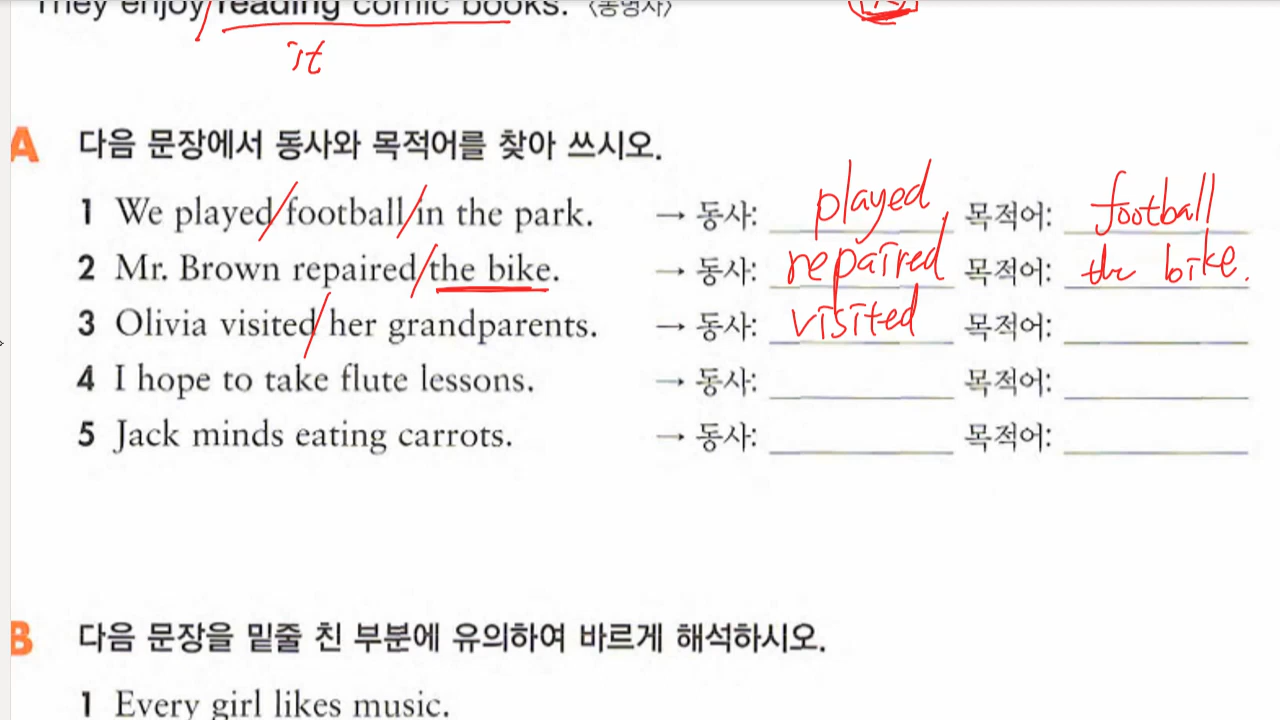 They enjoy / reading comic books. 〈동명사〉
it
A 다음 문장에서 동사와 목적어를 찾아 쓰시오.
1 We played / football / in the park. → 동사: played 목적어: football
2 Mr. Brown repaired / the bike. → 동사: repaired 목적어: the bike.
3 Olivia visited / her grandparents. → 동사: visited 목적어:
4 I hope to take flute lessons. → 동사: 목적어:
5 Jack minds eating carrots. → 동사: 목적어:
B 다음 문장을 밑줄 친 부분에 유의하여 바르게 해석하시오.
1 Every girl likes music.